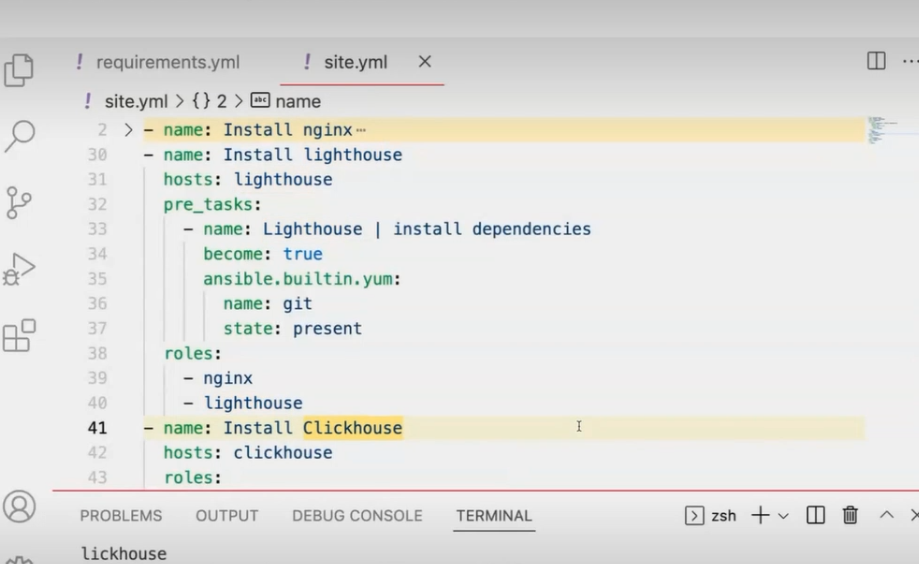 ! requirements.yml ! site.yml ×
! site.yml > {} 2 > abc name
2 > - name: Install nginx…
30 - name: Install lighthouse
31 hosts: lighthouse
32 pre_tasks:
33 - name: Lighthouse | install dependencies
34 become: true
35 ansible.builtin.yum:
36 name: git
37 state: present
38 roles:
39 - nginx
40 - lighthouse
41 - name: Install Clickhouse
42 hosts: clickhouse
43 roles:
PROBLEMS OUTPUT DEBUG CONSOLE TERMINAL zsh
lickhouse